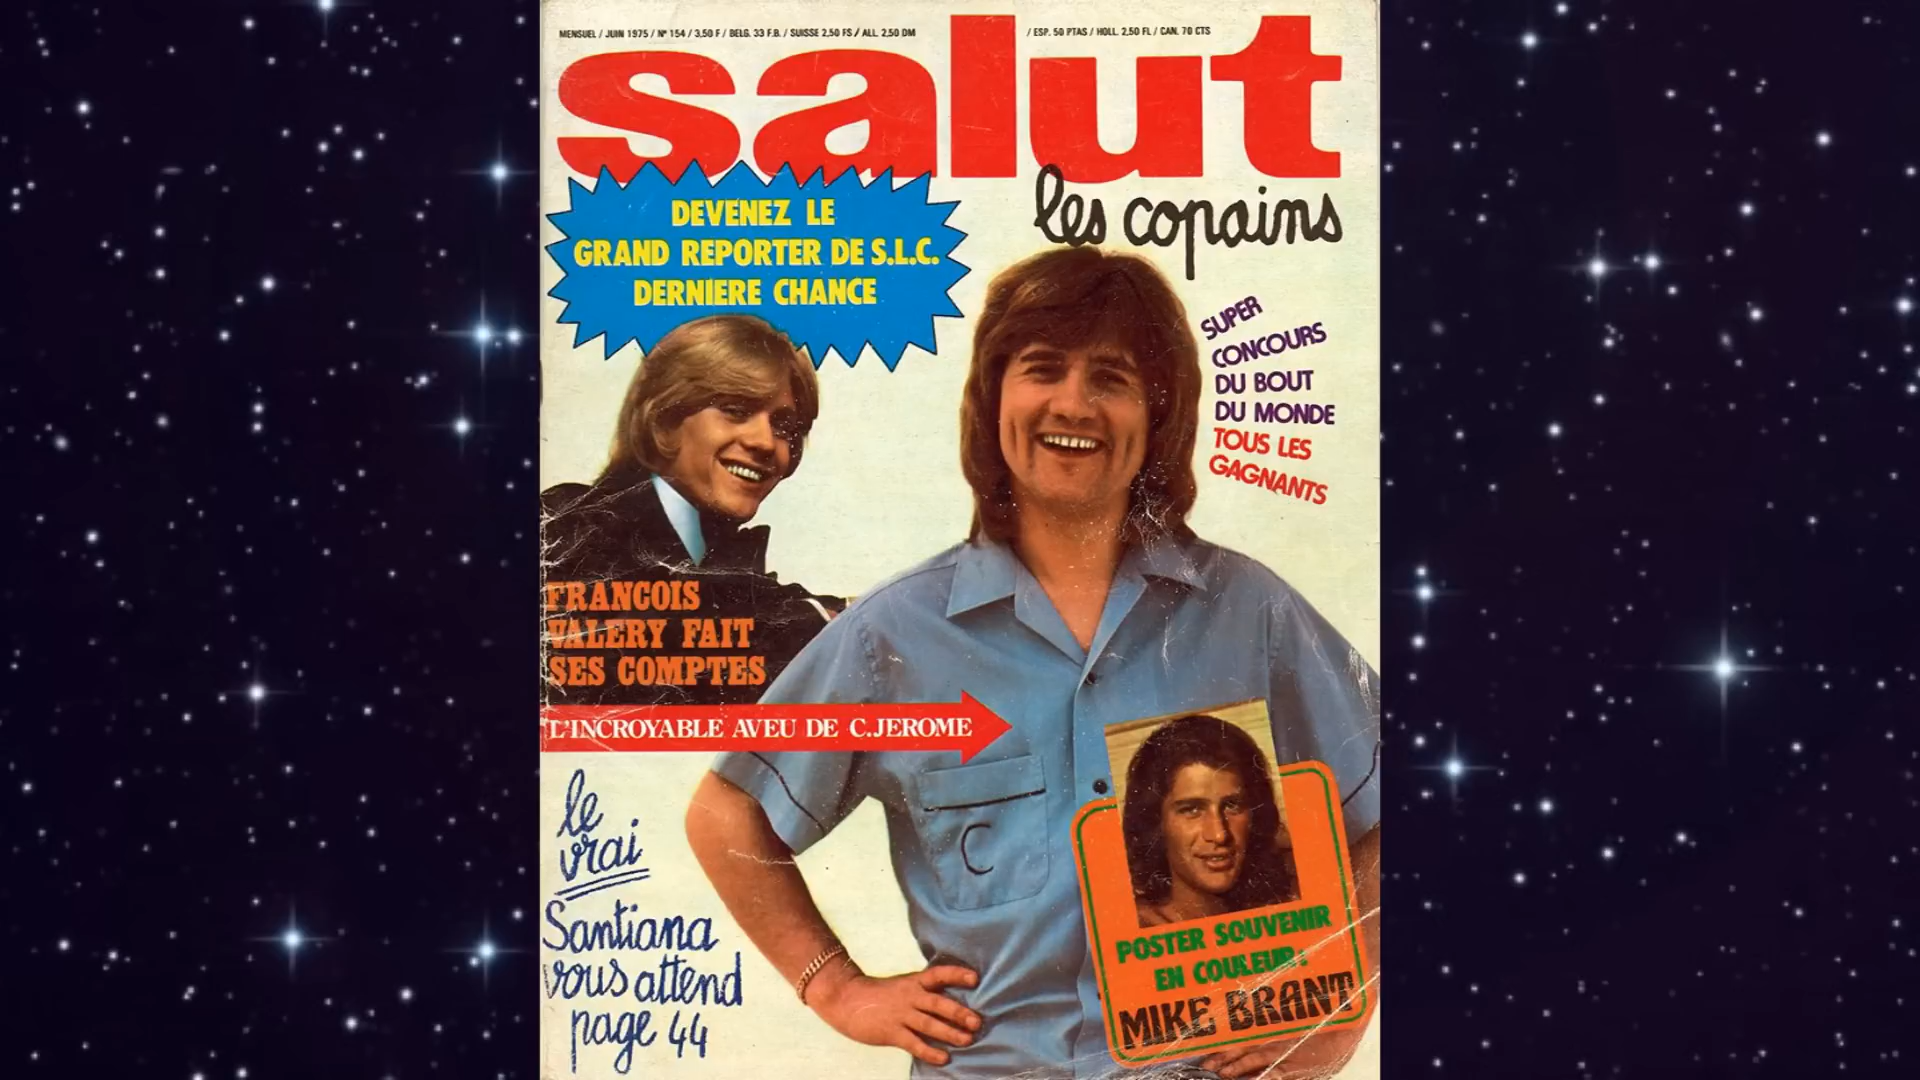 MENSUEL / JUIN 1975 / N° 154 / 3,50 F / BELG. 33 F.B. / SUISSE 2,50 FS / ALL. 2,50 DM
/ ESP. 50 PTAS / HOLL. 2,50 FL / CAN. 70 CTS
salut
les copains
DEVENEZ LE
GRAND REPORTER DE S.L.C.
DERNIERE CHANCE
SUPER
CONCOURS
DU BOUT
DU MONDE
TOUS LES
GAGNANTS
FRANCOIS
VALERY FAIT
SES COMPTES
L'INCROYABLE AVEU DE C.JEROME
C
le
vrai
Santiana
vous attend
page 44
POSTER SOUVENIR
EN COULEUR:
MIKE BRANT